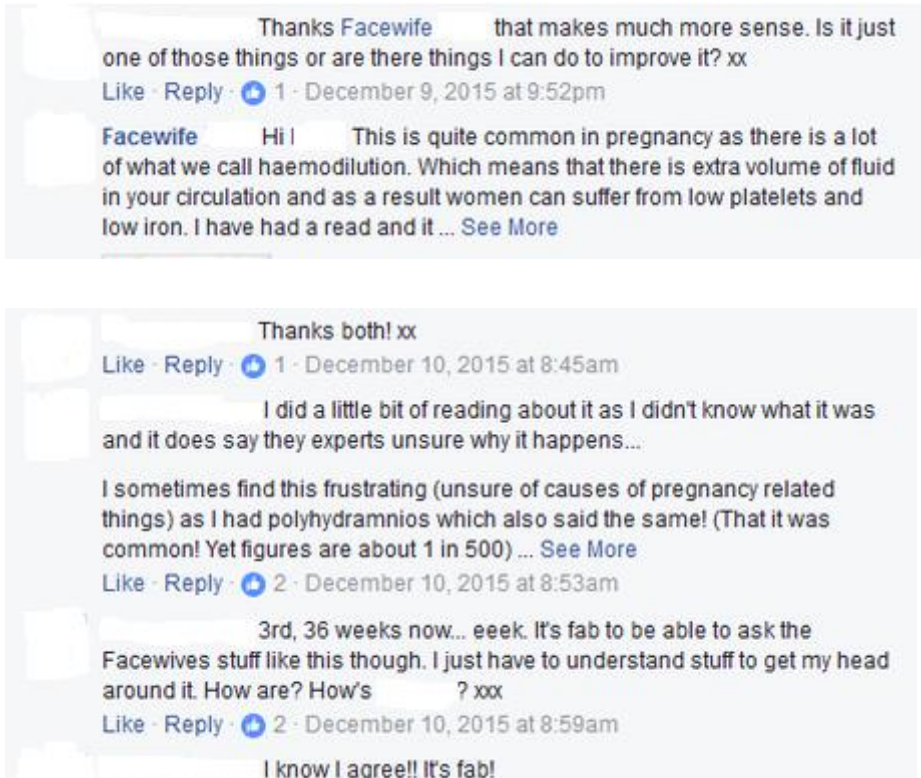 Thanks Facewife that makes much more sense. Is it just
one of those things or are there things I can do to improve it? xx
Like · Reply · 1 · December 9, 2015 at 9:52pm
Facewife Hi l This is quite common in pregnancy as there is a lot
of what we call haemodilution. Which means that there is extra volume of fluid
in your circulation and as a result women can suffer from low platelets and
low iron. I have had a read and it ... See More
Thanks both! xx
Like · Reply · 1 · December 10, 2015 at 8:45am
I did a little bit of reading about it as I didn't know what it was
and it does say they experts unsure why it happens...
I sometimes find this frustrating (unsure of causes of pregnancy related
things) as I had polyhydramnios which also said the same! (That it was
common! Yet figures are about 1 in 500) ... See More
Like · Reply · 2 · December 10, 2015 at 8:53am
3rd, 36 weeks now... eeek. It's fab to be able to ask the
Facewives stuff like this though. I just have to understand stuff to get my head
around it. How are? How's ? xxx
Like · Reply · 2 · December 10, 2015 at 8:59am
I know I agree!! It's fab!